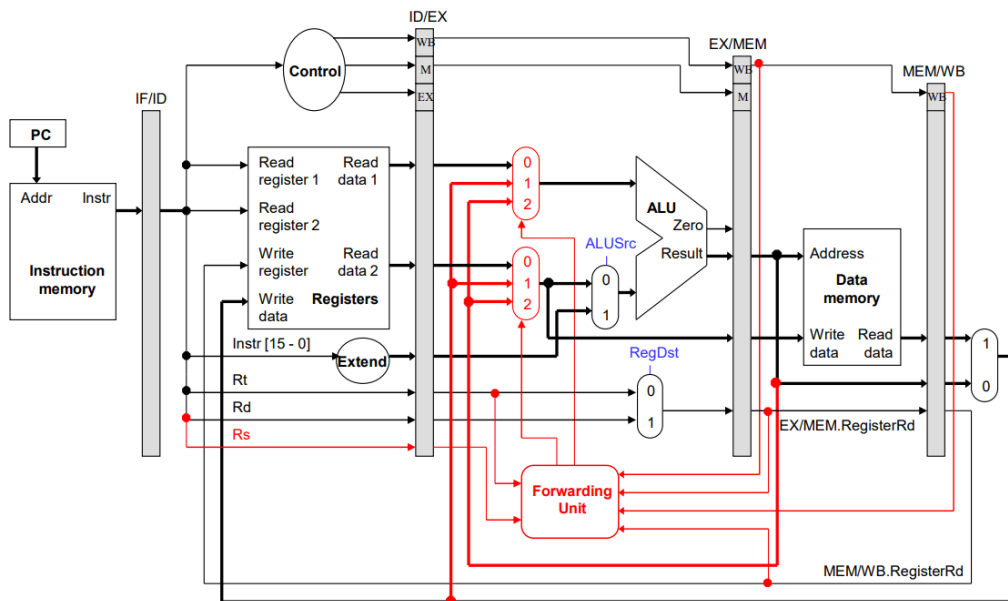 ID/EX
EX/MEM
MEM/WB
IF/ID
WB
M
EX
WB
M
WB
Control
PC
Addr Instr
Instruction
memory
Read
register 1
Read
data 1
Read
register 2
Write
register
Read
data 2
Write
data
Registers
0
1
2
0
1
2
ALU
Zero
Result
ALUSrc
0
1
Address
Data
memory
Write
data
Read
data
1
0
Instr [15 - 0]
Extend
RegDst
Rt
0
Rd
1
Rs
EX/MEM.RegisterRd
Forwarding
Unit
MEM/WB.RegisterRd